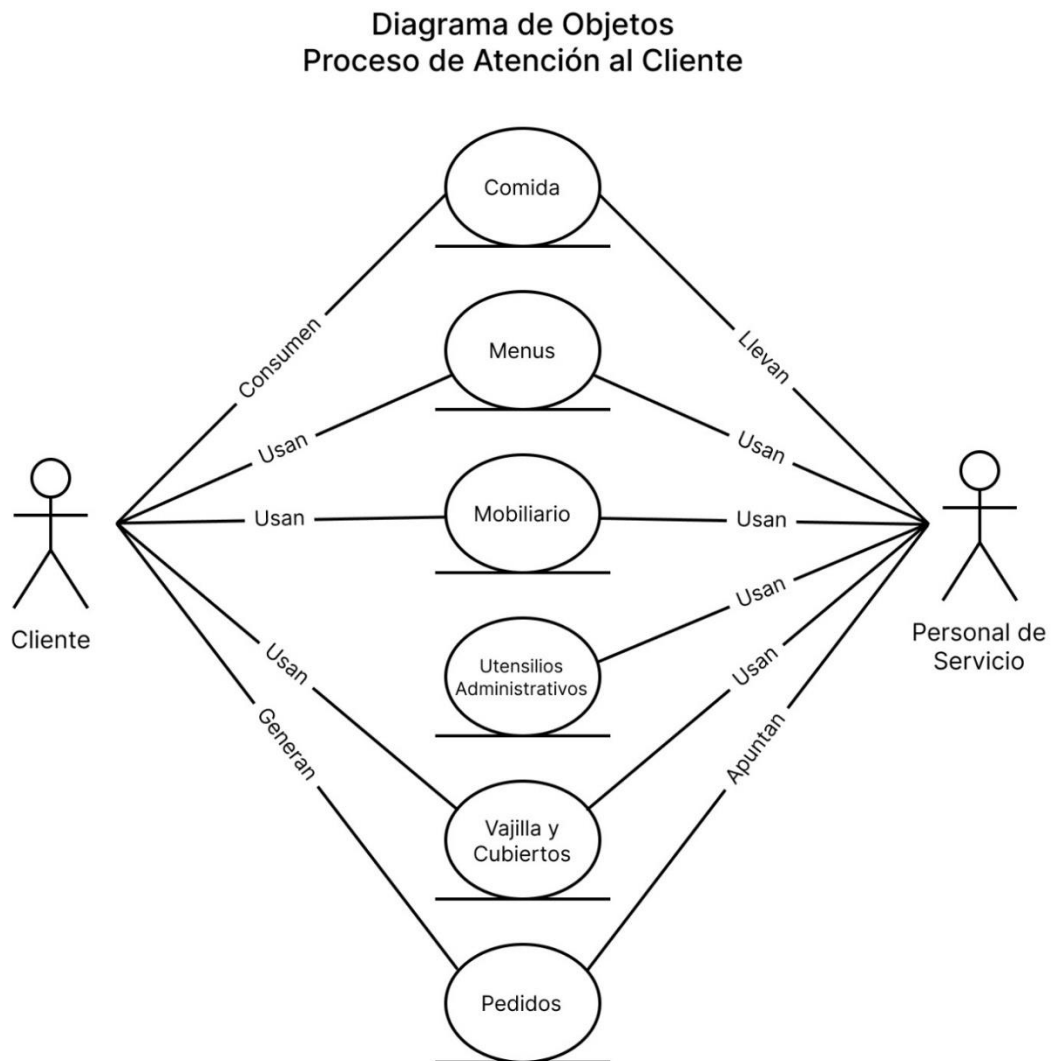 Diagrama de Objetos
Proceso de Atención al Cliente
Comida
Consumen
Llevan
Menus
Usan
Usan
Mobiliario
Usan
Usan
Cliente
Personal de
Servicio
Utensilios
Administrativos
Usan
Vajilla y
Cubiertos
Usan
Usan
Pedidos
Generan
Apuntan